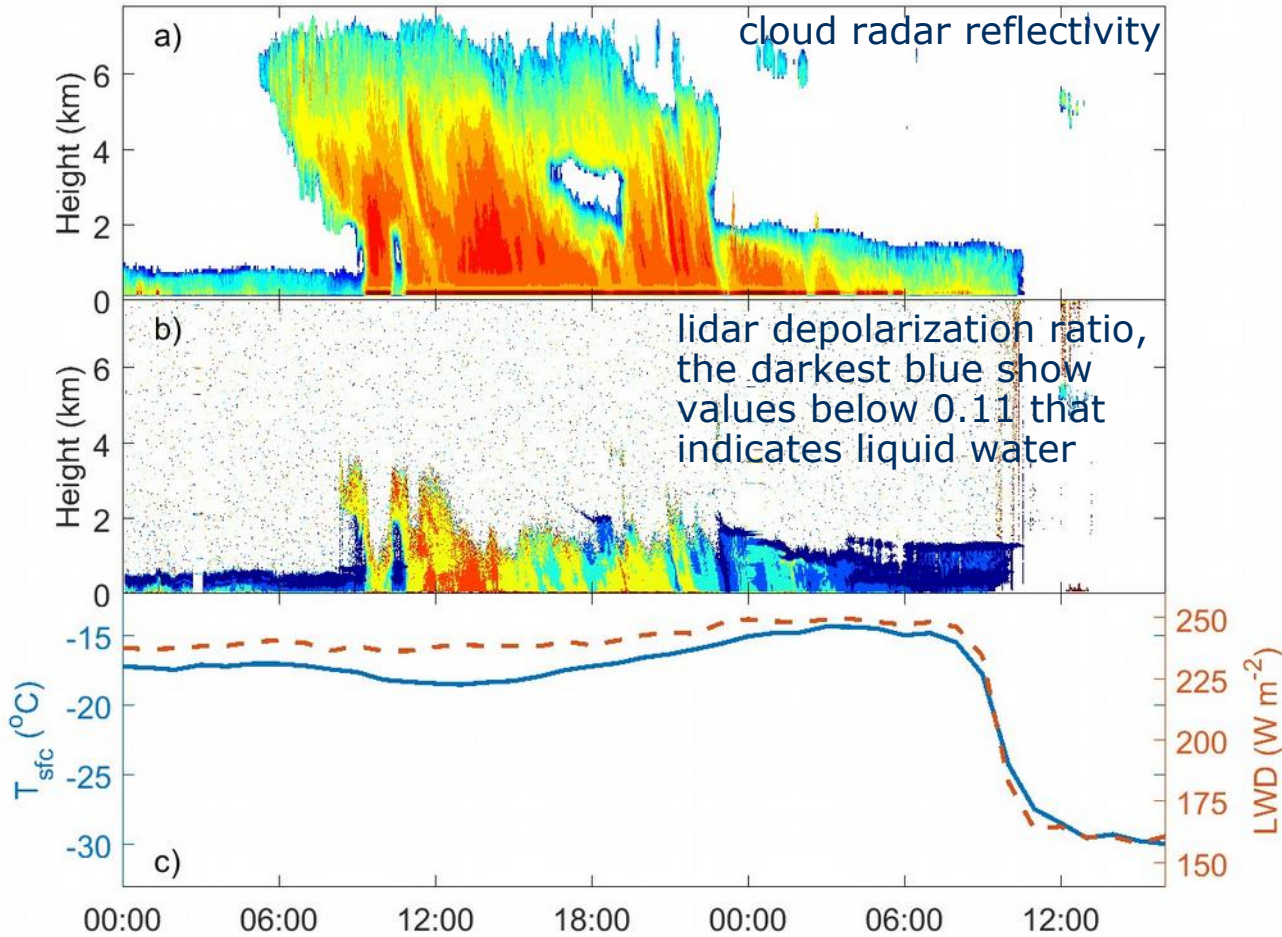 a)
cloud radar reflectivity
Height (km)
6
4
2
0
b)
lidar depolarization ratio,
the darkest blue show
values below 0.11 that
indicates liquid water
Height (km)
6
4
2
0
c)
T_sfc (°C)
-15
-20
-25
-30
LWD (W m⁻²)
250
225
200
175
150
00:00 06:00 12:00 18:00 00:00 06:00 12:00